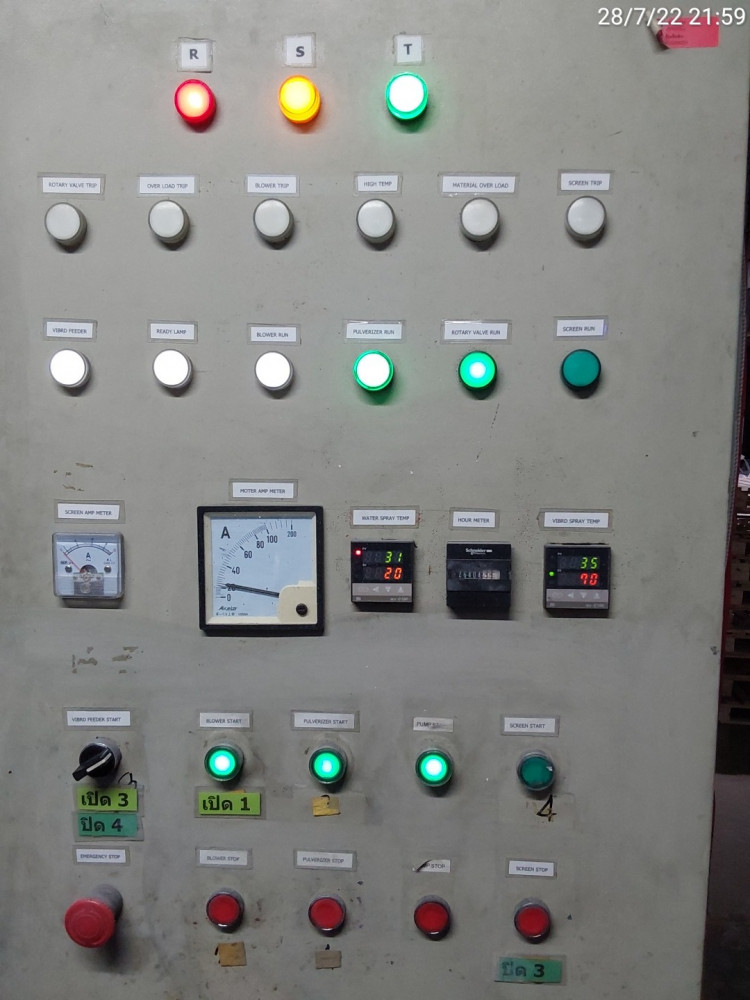 28/7/22 21:59
R
S
T
ROTARY VALVE TRIP
OVER LOAD TRIP
BLOWER TRIP
HIGH TEMP
MATERIAL OVER LOAD
SCREEN TRIP
VIBRO FEEDER
READY LAMP
BLOWER RUN
PULVERIZER RUN
ROTARY VALVE RUN
SCREEN RUN
SCREEN AMP METER
MOTER AMP METER
WATER SPRAY TEMP
HOUR METER
VIBRO SPRAY TEMP
A
A
0
20
40
60
80
100
200
31
20
Schneider
35
70
VIBRO FEEDER START
BLOWER START
PULVERIZER START
PUMP
SCREEN START
เปิด 3
ปิด 4
เปิด 1
4
EMERGENCY STOP
BLOWER STOP
PULVERIZER STOP
STOP
SCREEN STOP
ปิด 3